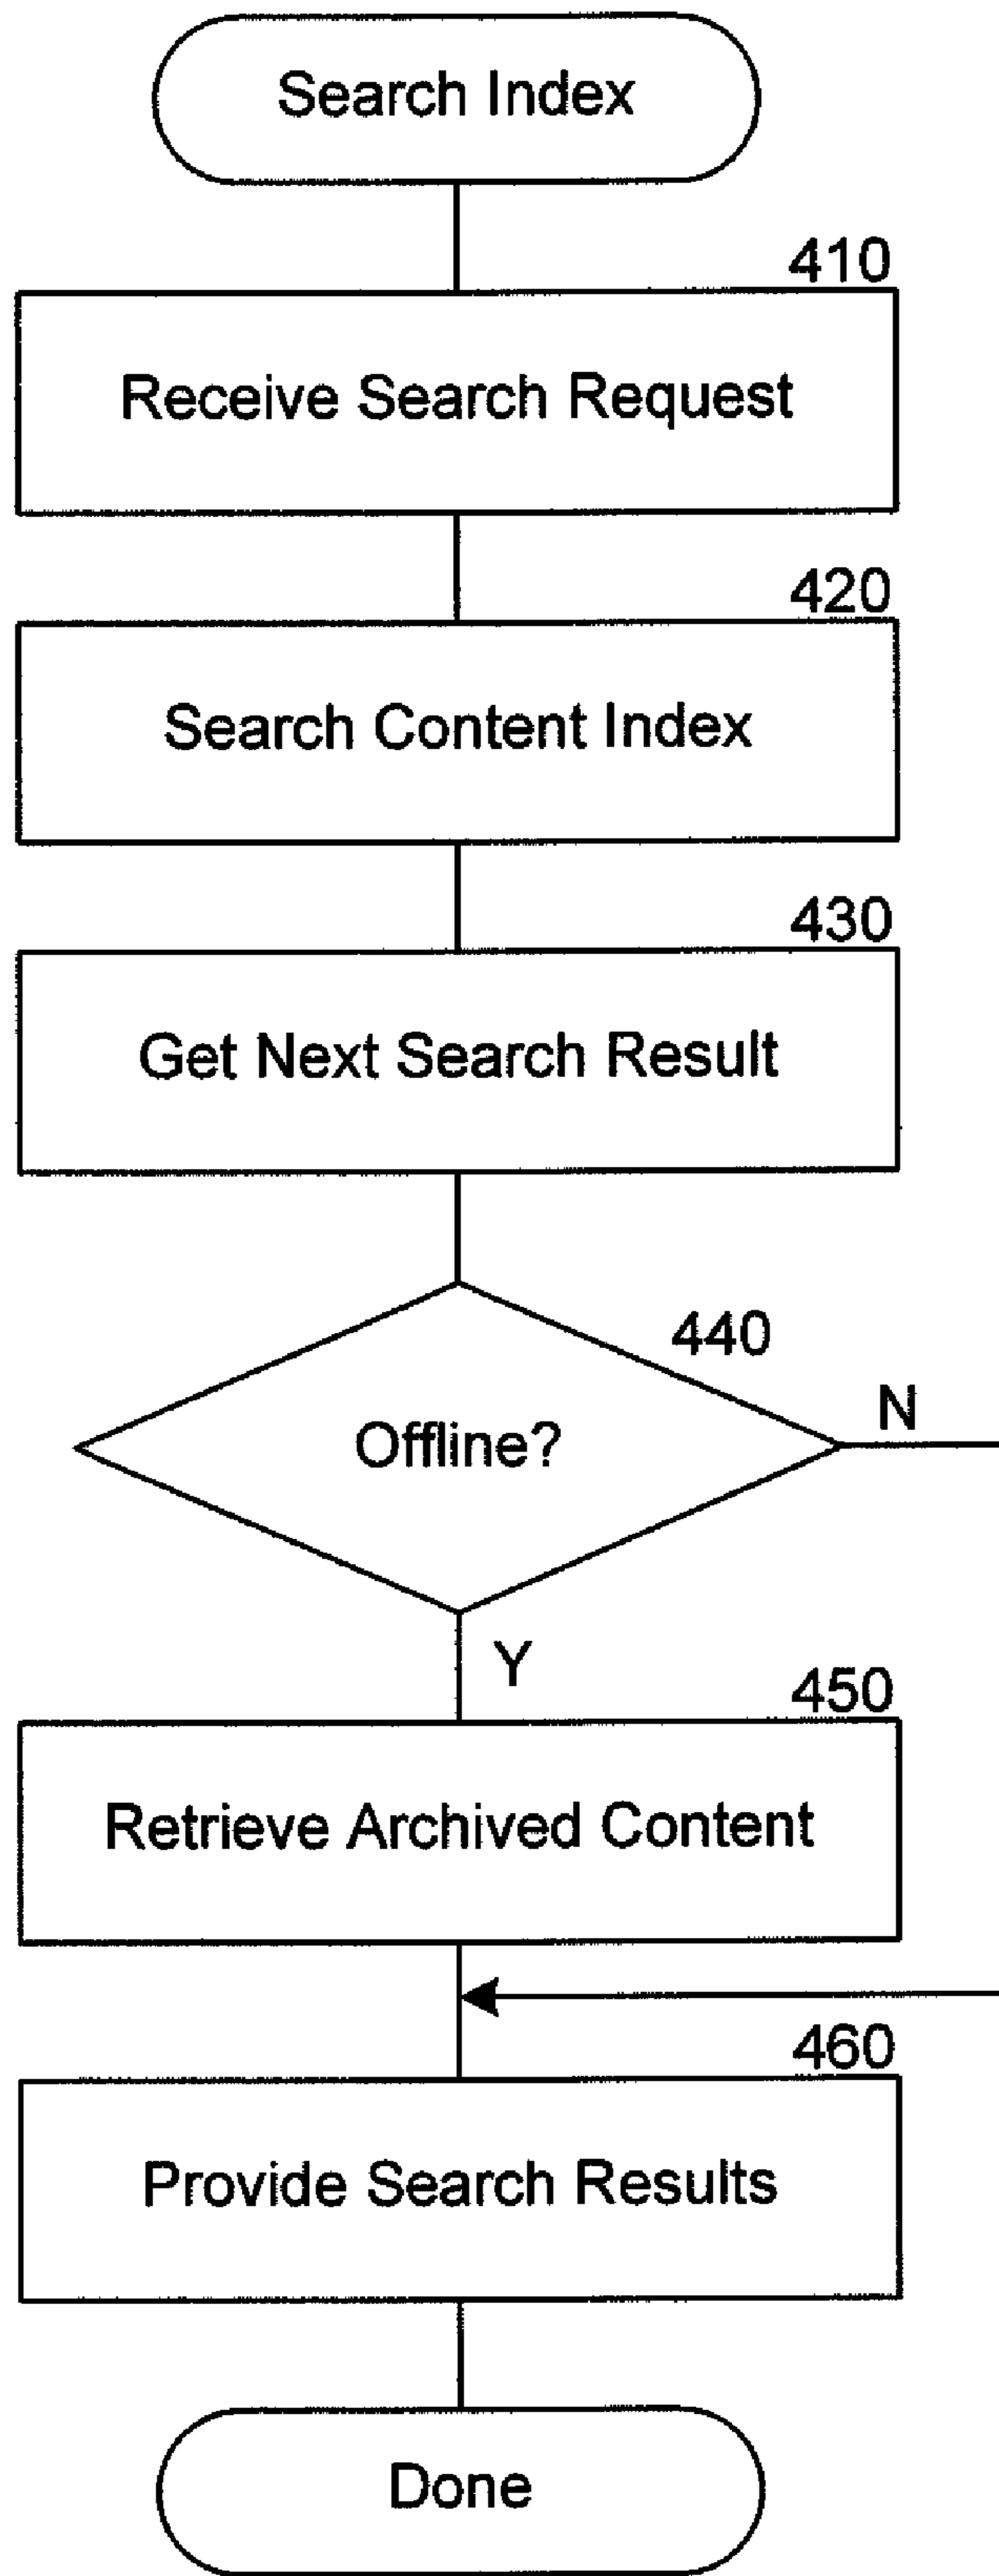 Search Index
410
Receive Search Request
420
Search Content Index
430
Get Next Search Result
440
Offline?
N
Y
450
Retrieve Archived Content
460
Provide Search Results
Done